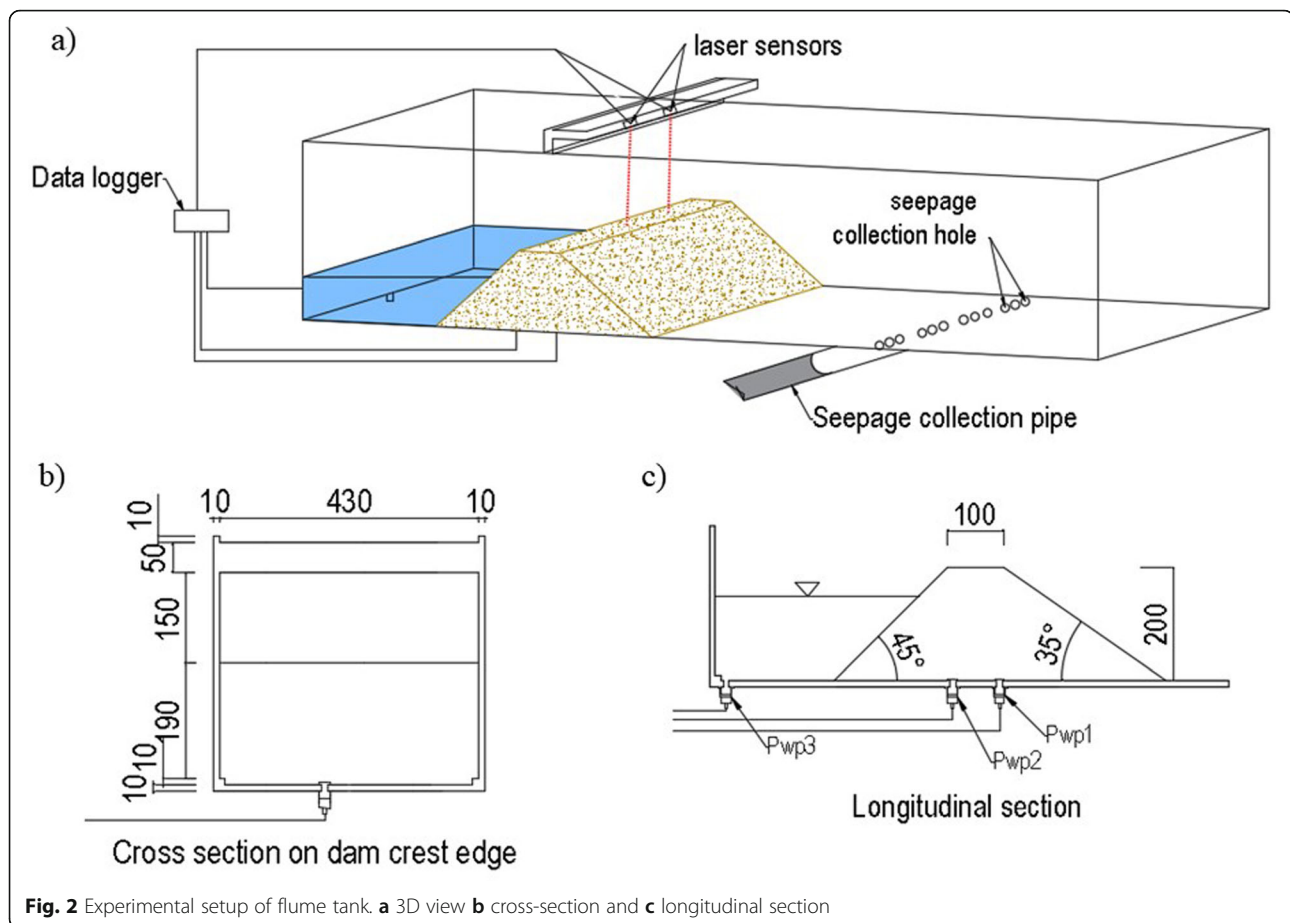 a)
laser sensors
Data logger
seepage
collection hole
Seepage collection pipe
b)
10 430 10
10
50
150
190
10
10
Cross section on dam crest edge
c)
100
200
45°
35°
Pwp3
Pwp2
Pwp1
Longitudinal section
Fig. 2 Experimental setup of flume tank. a 3D view b cross-section and c longitudinal section